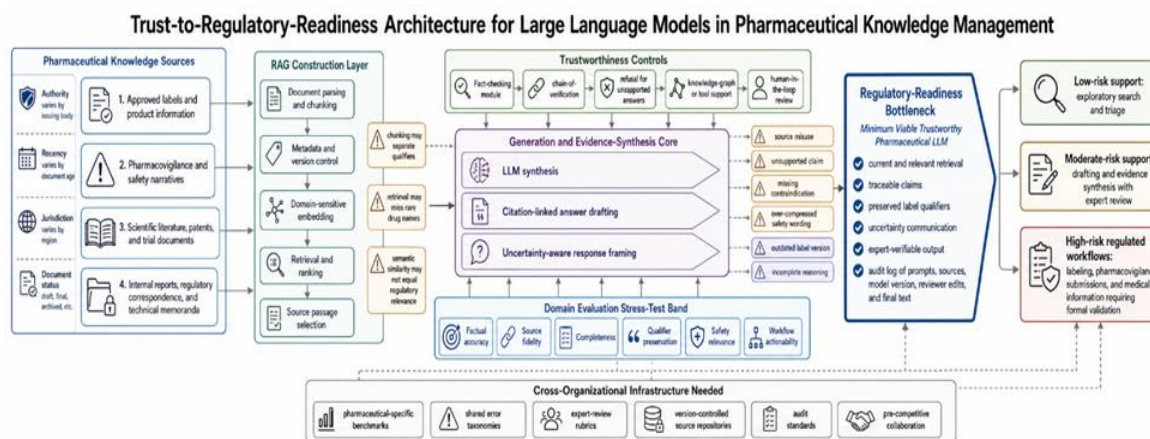 Trust-to-Regulatory-Readiness Architecture for Large Language Models in Pharmaceutical Knowledge Management
Pharmaceutical Knowledge Sources
Authority
varies by
issuing body
1. Approved labels and
product information
Recency
varies by
document age
2. Pharmacovigilance and
safety narratives
Jurisdiction
varies by
region
3. Scientific literature, patents,
and trial documents
Document
status
draft, final,
archived, etc.
4. Internal reports, regulatory
correspondence, and
technical memoranda
RAG Construction Layer
Document parsing
and chunking
Metadata and
version control
Domain-sensitive
embedding
Retrieval and
ranking
Source passage
selection
chunking may
separate
qualifiers
retrieval may
miss rare
drug names
semantic
similarity may
not equal
regulatory
relevance
Trustworthiness Controls
Fact-checking
module
chain-of-
verification
refusal for
unsupported
answers
knowledge-graph
or tool support
human-in-
the-loop
review
Generation and Evidence-Synthesis Core
LLM synthesis
Citation-linked answer drafting
Uncertainty-aware response framing
source misuse
unsupported claim
missing
contraindication
over-compressed
safety wording
outdated label version
incomplete reasoning
Domain Evaluation Stress-Test Band
Factual
accuracy
Source
fidelity
Completeness
Qualifier
preservation
Safety
relevance
Workflow
actionability
Regulatory-Readiness
Bottleneck
Minimum Viable Trustworthy
Pharmaceutical LLM
current and relevant retrieval
traceable claims
preserved label qualifiers
uncertainty communication
expert-verifiable output
audit log of prompts, sources,
model version, reviewer edits,
and final text
Low-risk support:
exploratory search
and triage
Moderate-risk support
drafting and evidence
synthesis with
expert review
High-risk regulated
workflows:
labeling, pharmacovigilan
submissions, and medical
information requiring
formal validation
Cross-Organizational Infrastructure Needed
pharmaceutical-specific
benchmarks
shared error
taxonomies
expert-review
rubrics
version-controlled
source repositories
audit
standards
pre-competitive
collaboration